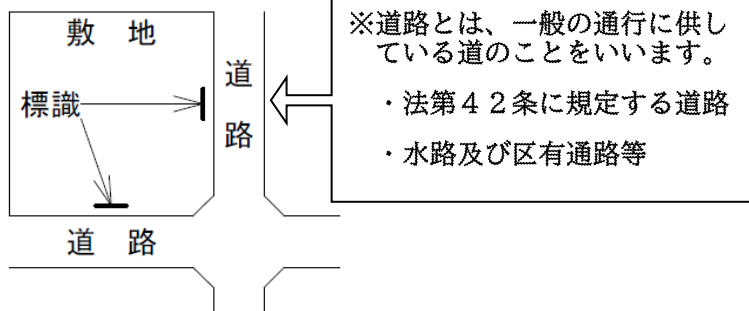 敷　地
標識
道
路
道　路
※道路とは、一般の通行に供し
ている道のことをいいます。
・法第４２条に規定する道路
・水路及び区有通路等